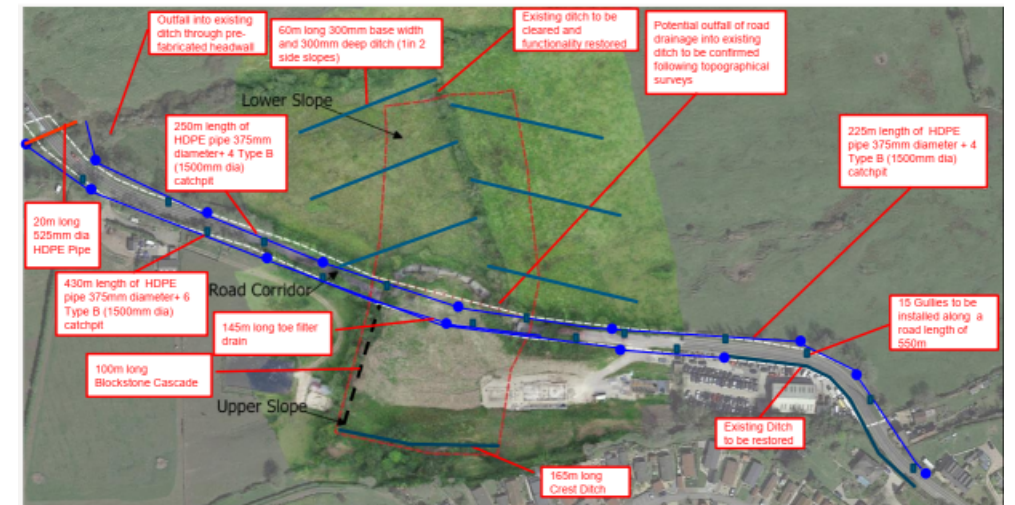 Outfall into existing
ditch through pre-
fabricated headwall
60m long 300mm base width
and 300mm deep ditch (1in 2
side slopes)
Existing ditch to be
cleared and
functionality restored
Potential outfall of road
drainage into existing
ditch to be confirmed
following topographical
surveys
Lower Slope
250m length of
HDPE pipe 375mm
diameter+ 4 Type B
(1500mm dia)
catchpit
225m length of HDPE
pipe 375mm diameter + 4
Type B (1500mm dia)
catchpit
20m long
525mm dia
HDPE Pipe
430m length of HDPE
pipe 375mm diameter+ 6
Type B (1500mm dia)
catchpit
Road Corridor
145m long toe filter
drain
15 Gullies to be
installed along a
road length of
550m
100m long
Blockstone Cascade
Upper Slope
Existing Ditch
to be restored
165m long
Crest Ditch